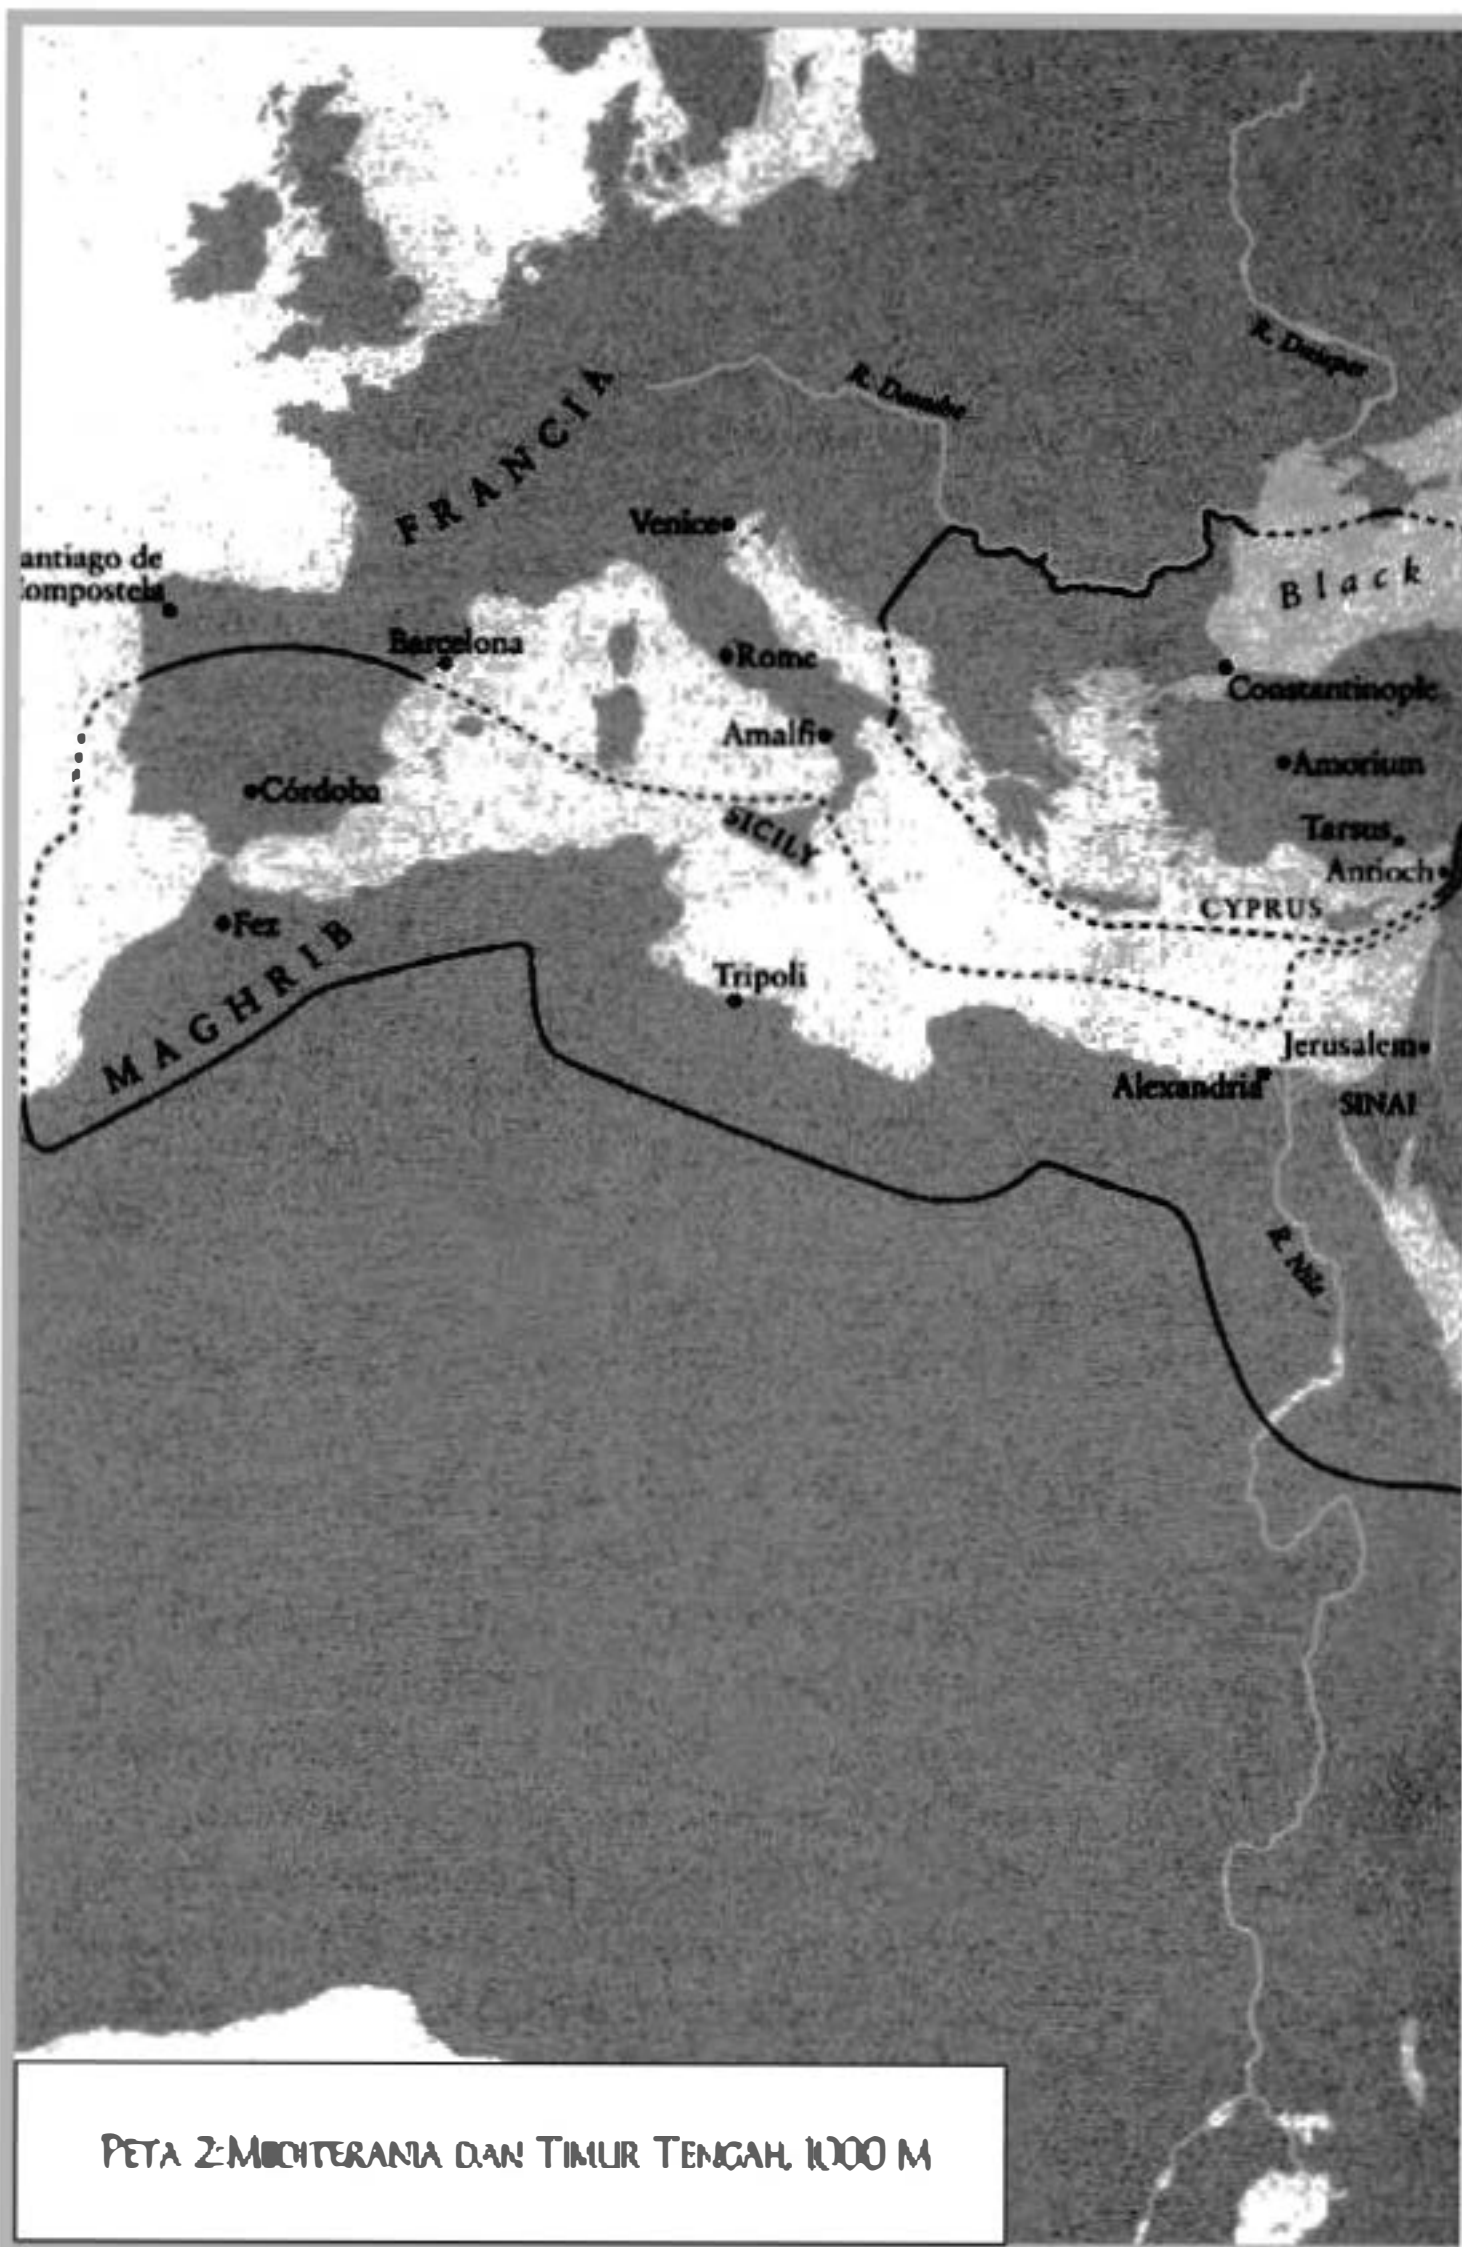 R. Dnieper
R. Danube
FRANCIA
Venice
antiago de
ompostela
Black
Barcelona
Rome
Constantinople
Amalfi
Amorium
Córdoba
SICILY
Tarsus
Antioch
CYPRUS
Fez
MAGHRIB
Tripoli
Jerusalem
Alexandria
SINAI
R. Nile
PETA 2: MEDITERANIA DAN TIMUR TENGAH, 1000 M